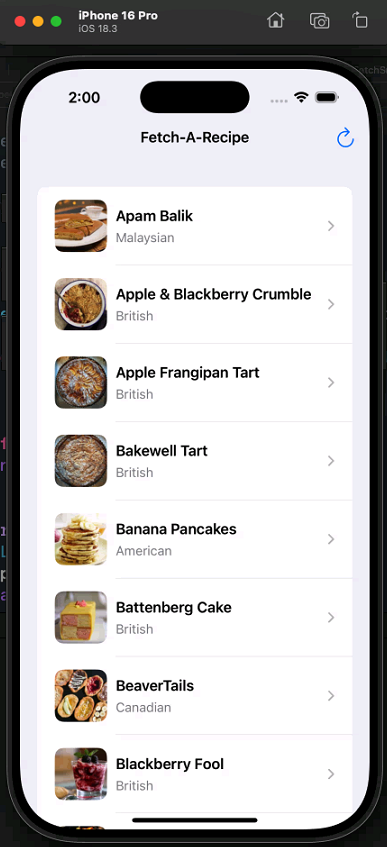 iPhone 16 Pro
iOS 18.3
2:00
Fetch-A-Recipe
Apam Balik
Malaysian
Apple & Blackberry Crumble
British
Apple Frangipan Tart
British
Bakewell Tart
British
Banana Pancakes
American
Battenberg Cake
British
BeaverTails
Canadian
Blackberry Fool
British